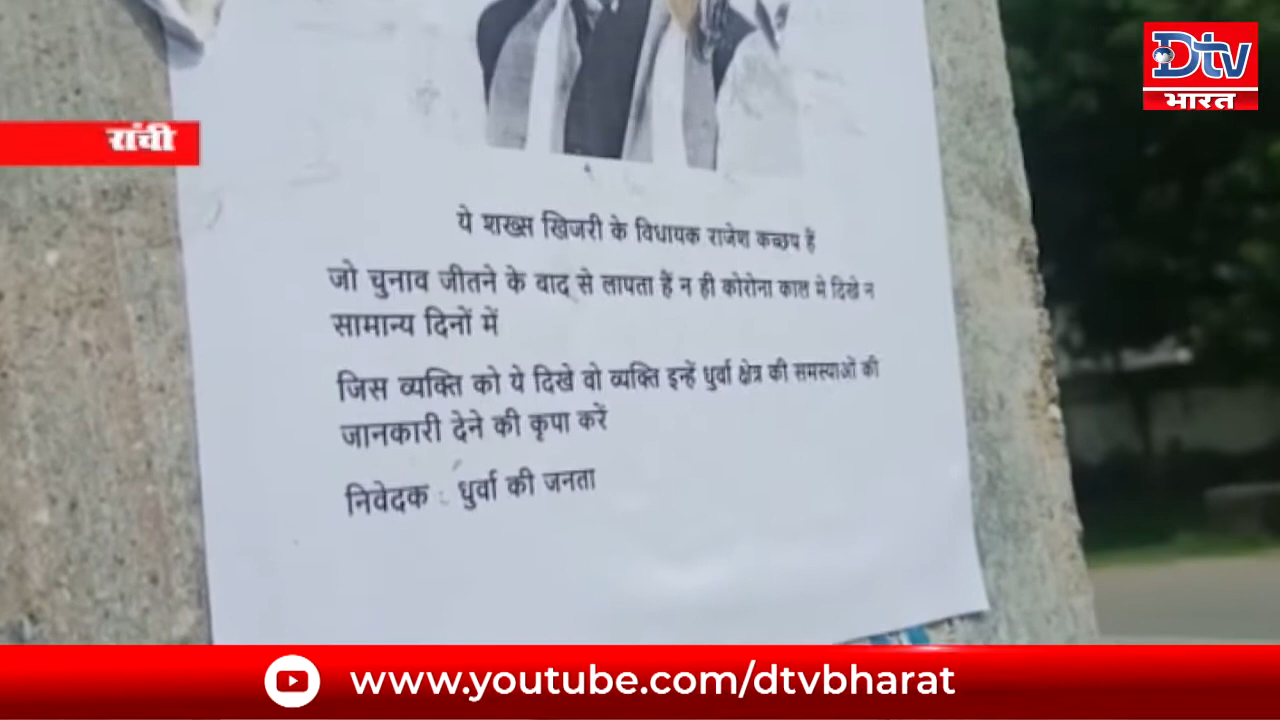 Dtv
भारत
रांची
ये शख्स खिजरी के विधायक राजेश कच्छप हैं
जो चुनाव जीतने के वाद से लापता हैं न ही कोरोना काल मे दिखे न
सामान्य दिनों में
जिस व्यक्ति को ये दिखे वो व्यक्ति इन्हें धुर्वा क्षेत्र की समस्याओं की
जानकारी देने की कृपा करें
निवेदक : धुर्वा की जनता
www.youtube.com/dtvbharat